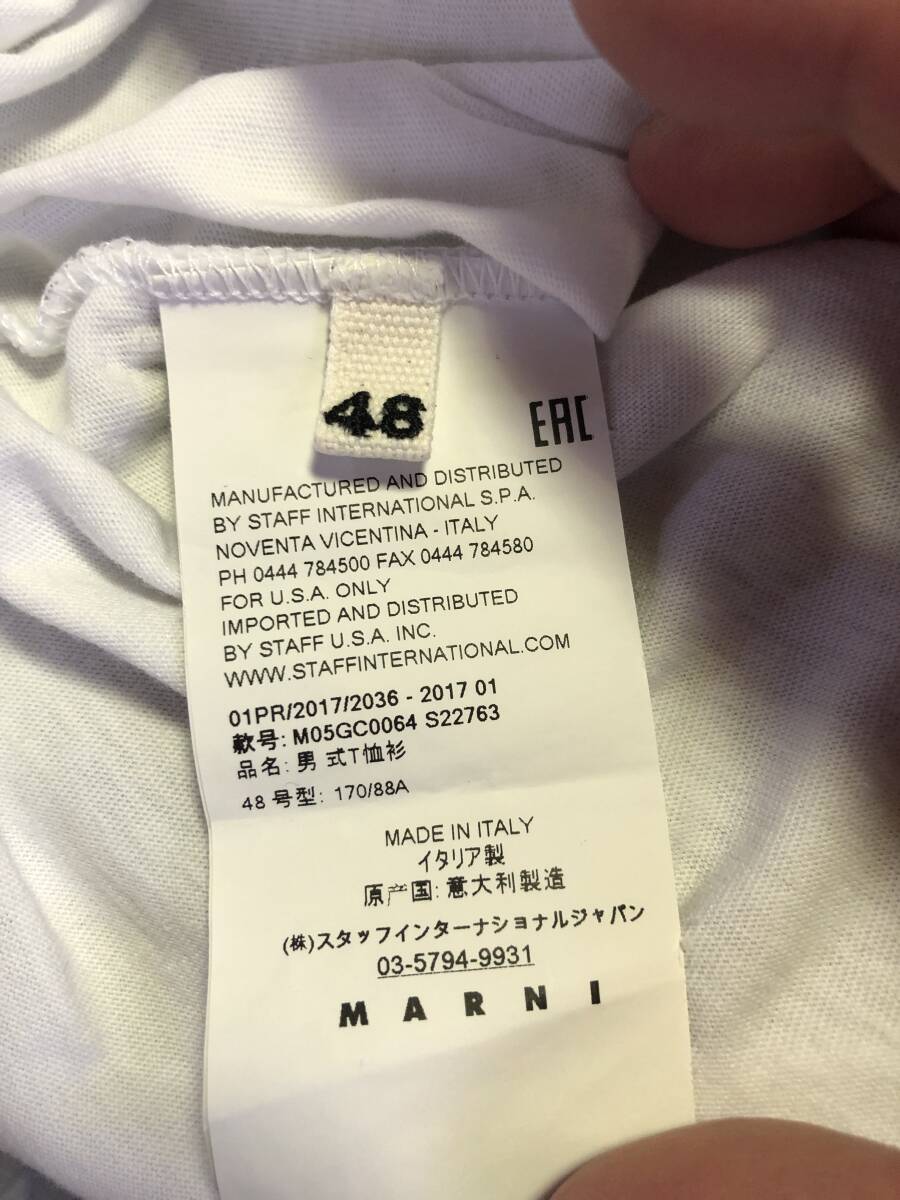 48
EAC
MANUFACTURED AND DISTRIBUTED
BY STAFF INTERNATIONAL S.P.A.
NOVENTA VICENTINA - ITALY
PH 0444 784500 FAX 0444 784580
FOR U.S.A. ONLY
IMPORTED AND DISTRIBUTED
BY STAFF U.S.A. INC.
WWW.STAFFINTERNATIONAL.COM
01PR/2017/2036 - 2017 01
款号: M05GC0064 S22763
品名: 男 式T恤衫
48 号型: 170/88A
MADE IN ITALY
イタリア製
原产国: 意大利製造
(株)スタッフインターナショナルジャパン
03-5794-9931
MARNI